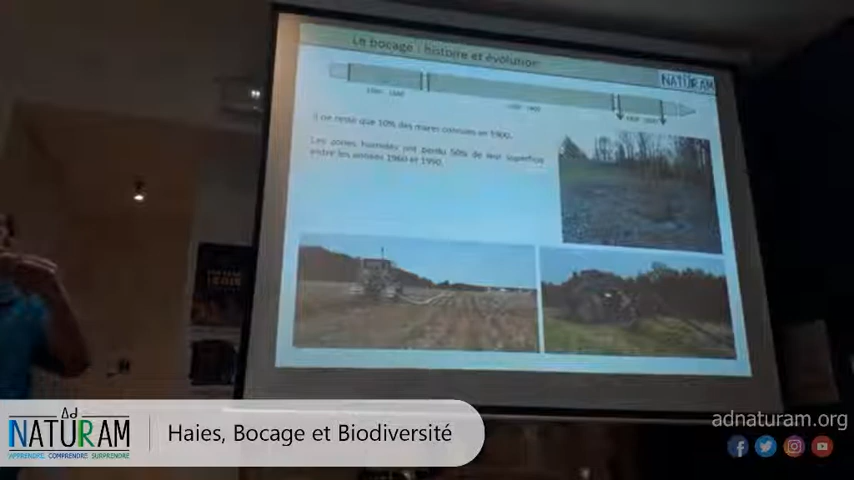 Le bocage : histoire et évolution
NATURAM
Il ne reste que 10% des mares connues en 1900.
Les zones humides ont perdu 50% de leur superficie
entre les années 1960 et 1990.
Ad
NATURAM
APPRENDRE COMPRENDRE SURPRENDRE
Haies, Bocage et Biodiversité
adnaturam.org